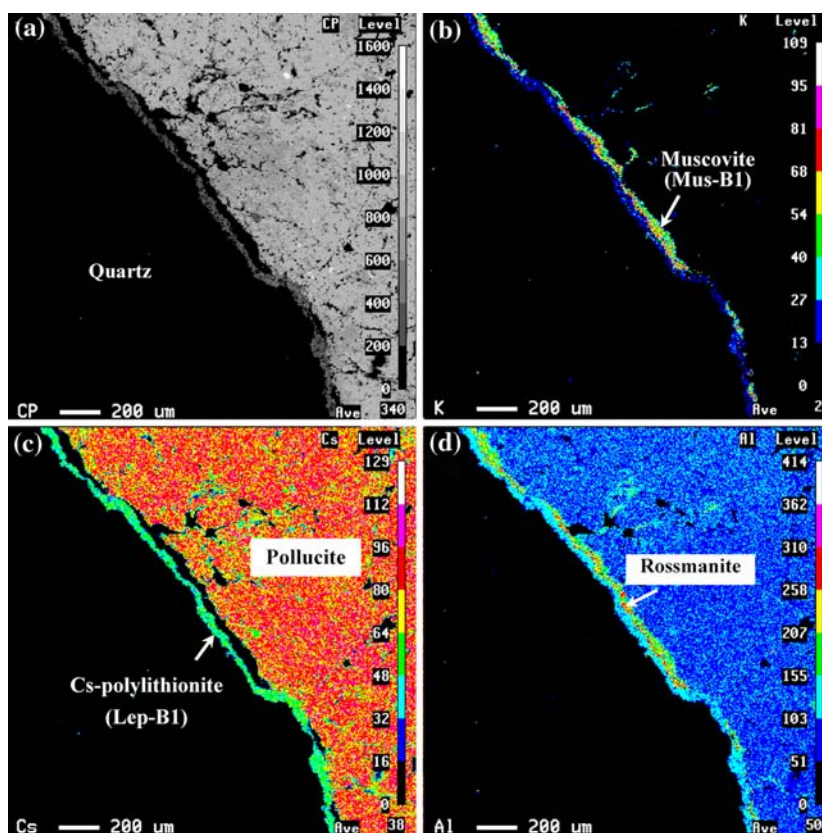 (a)
CP Level
1600
1400
1200
1000
800
600
400
200
0
Quartz
CP 200 um
Ave 340
(b)
K Level
109
95
81
68
54
40
27
13
0
Muscovite
(Mus-B1)
K 200 um
Ave 2
(c)
Cs Level
129
112
96
80
64
48
32
16
0
Pollucite
Cs-polylithionite
(Lep-B1)
Cs 200 um
Ave 38
(d)
Al Level
414
362
310
258
207
155
103
51
0
Rossmanite
Al 200 um
Ave 50